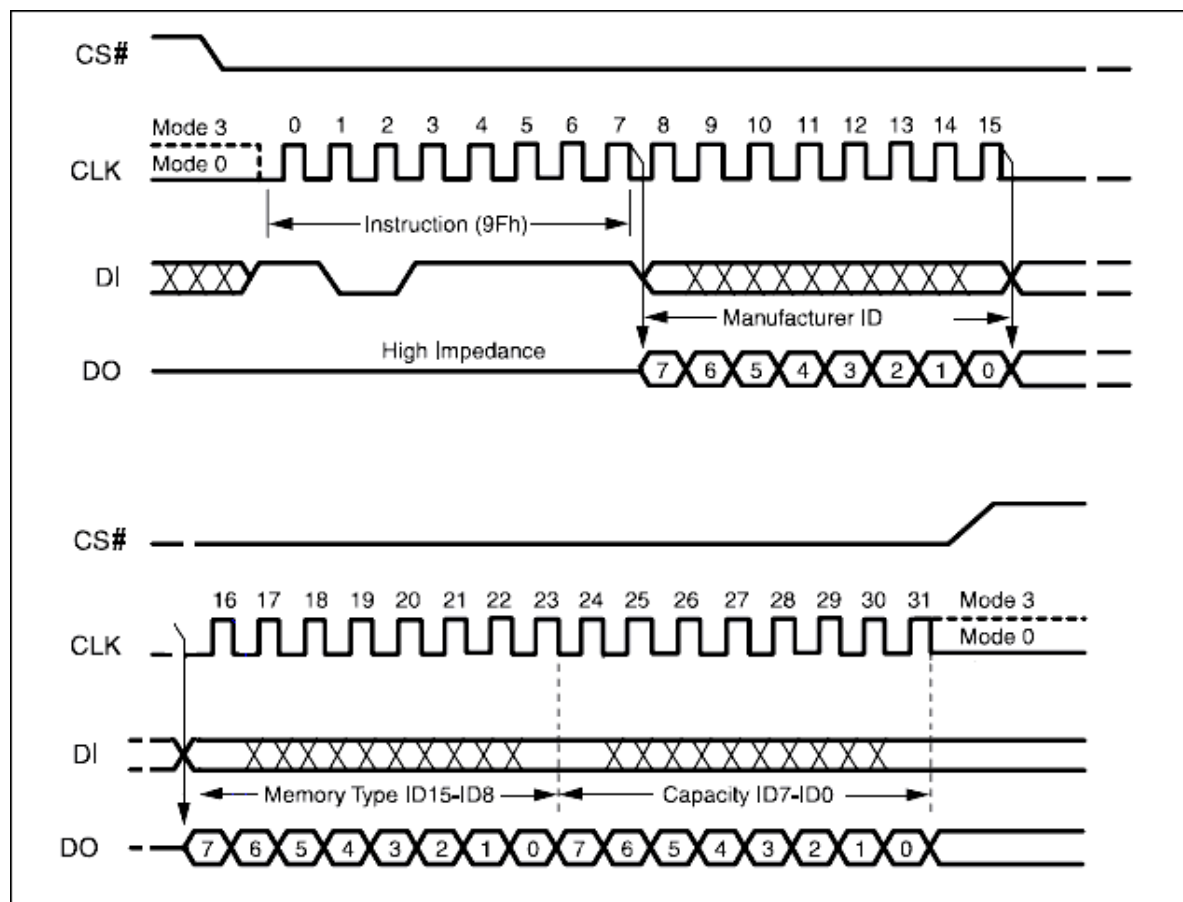 CS#
Mode 3 0 1 2 3 4 5 6 7 8 9 10 11 12 13 14 15
CLK Mode 0
Instruction (9Fh)
DI
Manufacturer ID
High Impedance
DO 7 6 5 4 3 2 1 0
CS#
16 17 18 19 20 21 22 23 24 25 26 27 28 29 30 31 Mode 3
CLK Mode 0
DI
Memory Type ID15-ID8 Capacity ID7-ID0
DO 7 6 5 4 3 2 1 0 7 6 5 4 3 2 1 0